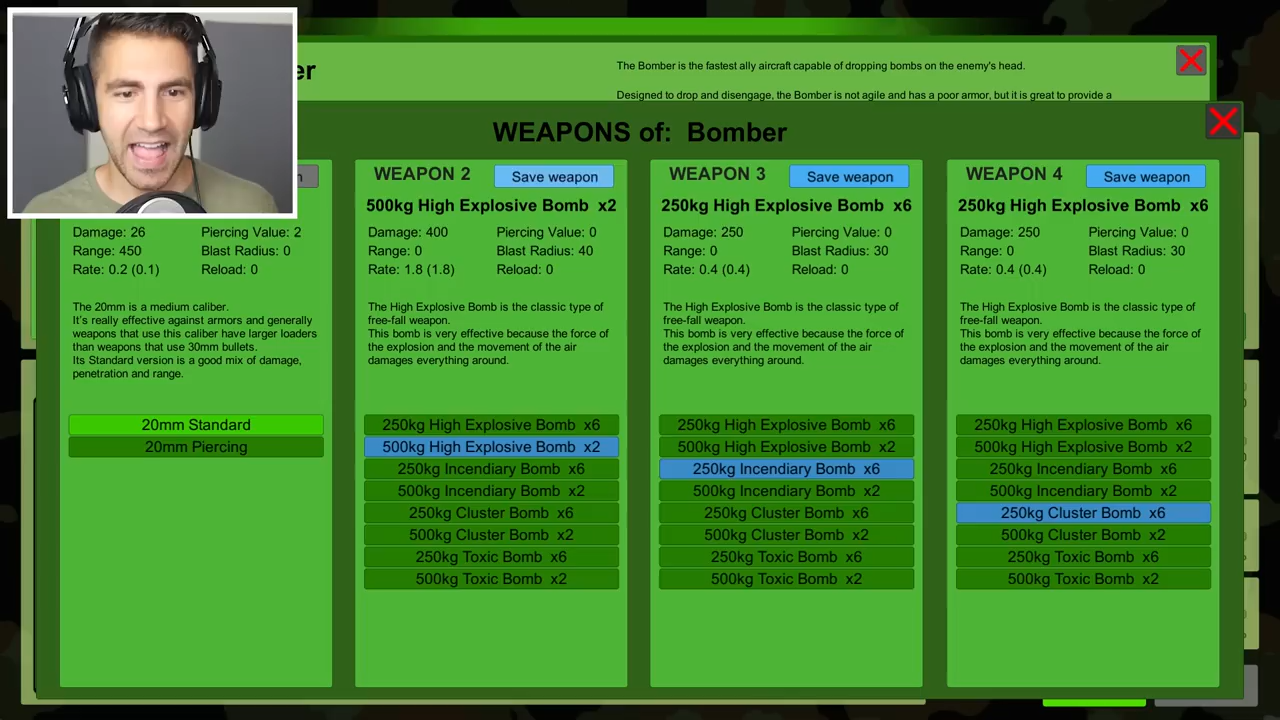 er
The Bomber is the fastest ally aircraft capable of dropping bombs on the enemy's head.
Designed to drop and disengage, the Bomber is not agile and has a poor armor, but it is great to provide a
WEAPONS of: Bomber
n
Damage: 26 Piercing Value: 2
Range: 450 Blast Radius: 0
Rate: 0.2 (0.1) Reload: 0
The 20mm is a medium caliber.
It's really effective against armors and generally
weapons that use this caliber have larger loaders
than weapons that use 30mm bullets.
Its Standard version is a good mix of damage,
penetration and range.
20mm Standard
20mm Piercing
WEAPON 2 Save weapon
500kg High Explosive Bomb x2
Damage: 400 Piercing Value: 0
Range: 0 Blast Radius: 40
Rate: 1.8 (1.8) Reload: 0
The High Explosive Bomb is the classic type of
free-fall weapon.
This bomb is very effective because the force of
the explosion and the movement of the air
damages everything around.
250kg High Explosive Bomb x6
500kg High Explosive Bomb x2
250kg Incendiary Bomb x6
500kg Incendiary Bomb x2
250kg Cluster Bomb x6
500kg Cluster Bomb x2
250kg Toxic Bomb x6
500kg Toxic Bomb x2
WEAPON 3 Save weapon
250kg High Explosive Bomb x6
Damage: 250 Piercing Value: 0
Range: 0 Blast Radius: 30
Rate: 0.4 (0.4) Reload: 0
The High Explosive Bomb is the classic type of
free-fall weapon.
This bomb is very effective because the force of
the explosion and the movement of the air
damages everything around.
250kg High Explosive Bomb x6
500kg High Explosive Bomb x2
250kg Incendiary Bomb x6
500kg Incendiary Bomb x2
250kg Cluster Bomb x6
500kg Cluster Bomb x2
250kg Toxic Bomb x6
500kg Toxic Bomb x2
WEAPON 4 Save weapon
250kg High Explosive Bomb x6
Damage: 250 Piercing Value: 0
Range: 0 Blast Radius: 30
Rate: 0.4 (0.4) Reload: 0
The High Explosive Bomb is the classic type of
free-fall weapon.
This bomb is very effective because the force of
the explosion and the movement of the air
damages everything around.
250kg High Explosive Bomb x6
500kg High Explosive Bomb x2
250kg Incendiary Bomb x6
500kg Incendiary Bomb x2
250kg Cluster Bomb x6
500kg Cluster Bomb x2
250kg Toxic Bomb x6
500kg Toxic Bomb x2